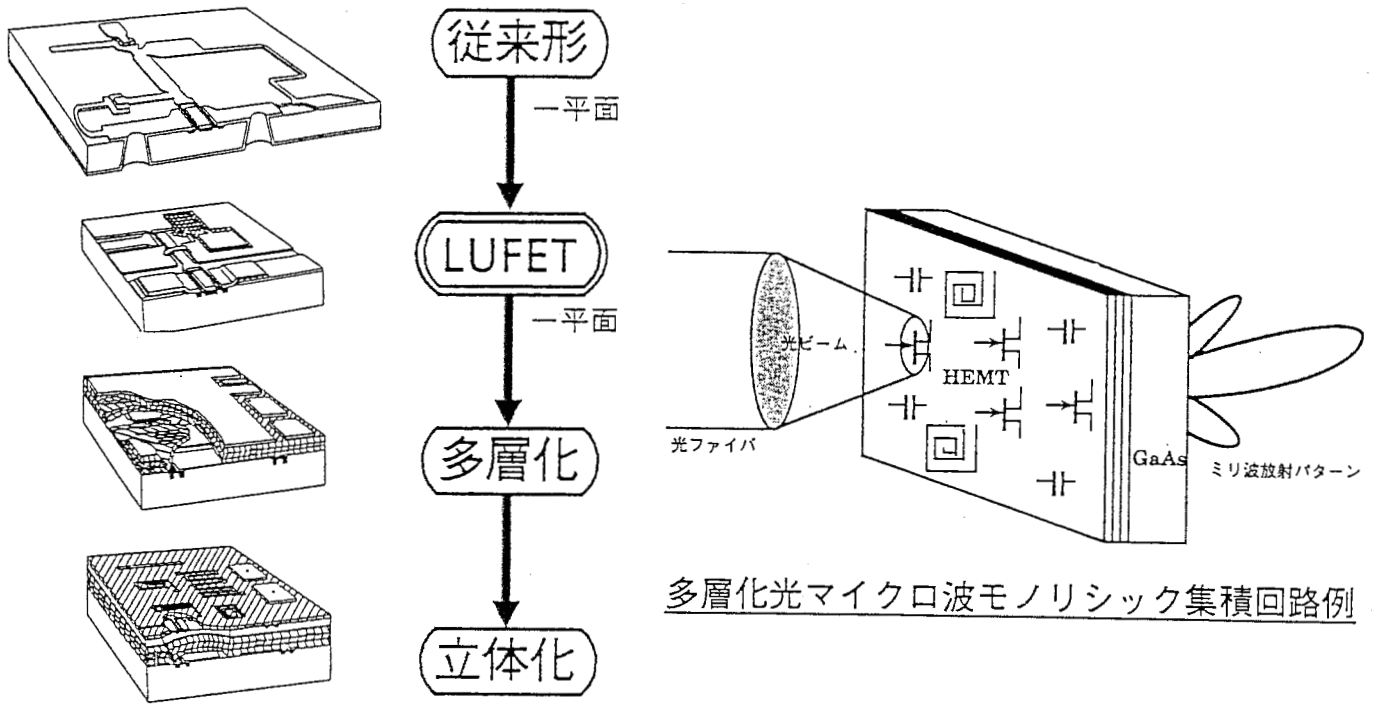 従来形
一平面
LUFET
一平面
多層化
立体化
光ビーム
HEMT
光ファイバ
GaAs
ミリ波放射パターン
多層化光マイクロ波モノリシック集積回路例